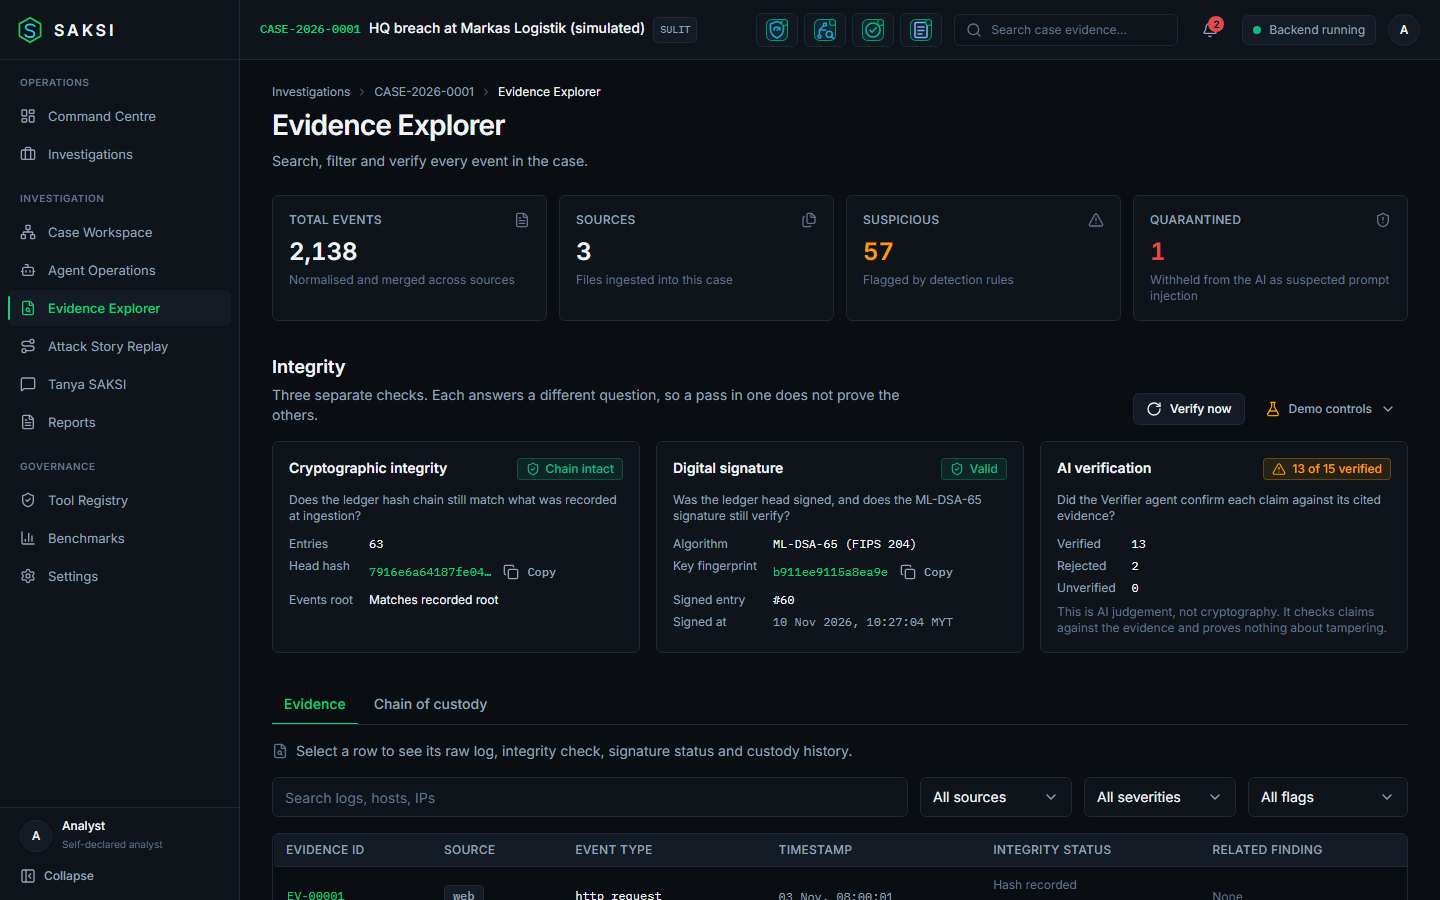 SAKSI
CASE-2026-0001 HQ breach at Markas Logistik (simulated) SULIT
Search case evidence...
2
Backend running
A
OPERATIONS
Command Centre
Investigations
INVESTIGATION
Case Workspace
Agent Operations
Evidence Explorer
Attack Story Replay
Tanya SAKSI
Reports
GOVERNANCE
Tool Registry
Benchmarks
Settings
A
Analyst
Self-declared analyst
Collapse
Investigations > CASE-2026-0001 > Evidence Explorer
Evidence Explorer
Search, filter and verify every event in the case.
TOTAL EVENTS
2,138
Normalised and merged across sources
SOURCES
3
Files ingested into this case
SUSPICIOUS
57
Flagged by detection rules
QUARANTINED
1
Withheld from the AI as suspected prompt
injection
Integrity
Three separate checks. Each answers a different question, so a pass in one does not prove the
others.
Verify now
Demo controls
Cryptographic integrity
Chain intact
Does the ledger hash chain still match what was recorded
at ingestion?
Entries 63
Head hash 7916e6a64187fe04… Copy
Events root Matches recorded root
Digital signature
Valid
Was the ledger head signed, and does the ML-DSA-65
signature still verify?
Algorithm ML-DSA-65 (FIPS 204)
Key fingerprint b911ee9115a8ea9e Copy
Signed entry #60
Signed at 10 Nov 2026, 10:27:04 MYT
AI verification
13 of 15 verified
Did the Verifier agent confirm each claim against its cited
evidence?
Verified 13
Rejected 2
Unverified 0
This is AI judgement, not cryptography. It checks claims
against the evidence and proves nothing about tampering.
Evidence
Chain of custody
Select a row to see its raw log, integrity check, signature status and custody history.
Search logs, hosts, IPs
All sources
All severities
All flags
EVIDENCE ID SOURCE EVENT TYPE TIMESTAMP INTEGRITY STATUS RELATED FINDING
Hash recorded
EV-00001 web http_request 03 Nov, 08:00:01 None